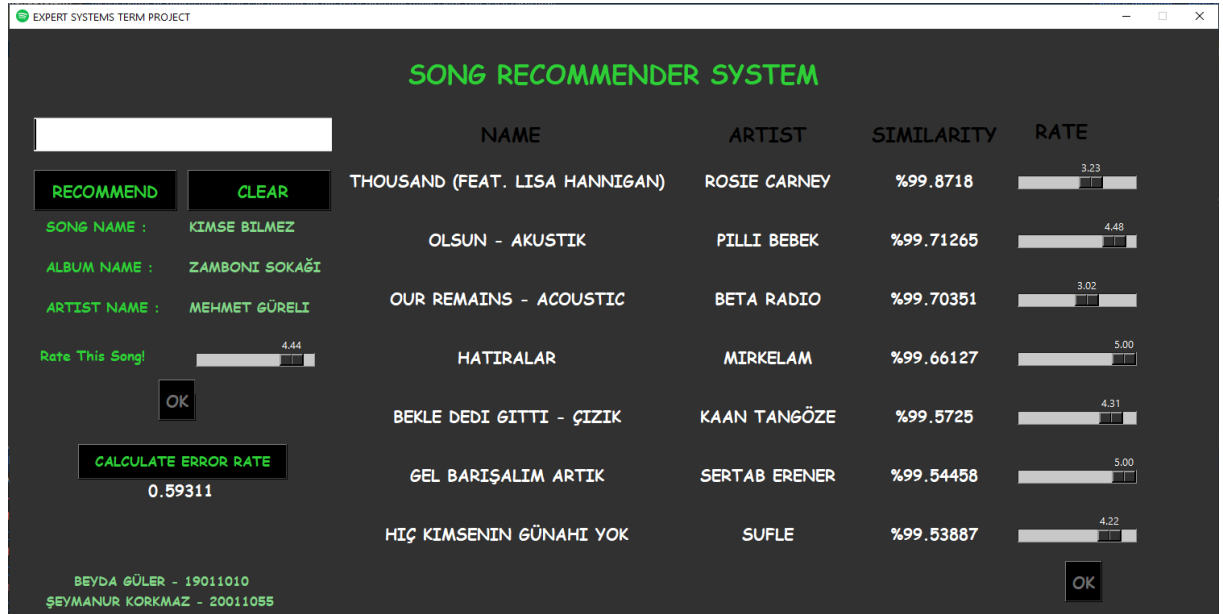 EXPERT SYSTEMS TERM PROJECT
SONG RECOMMENDER SYSTEM
NAME ARTIST SIMILARITY RATE
RECOMMEND CLEAR
SONG NAME : KIMSE BILMEZ
ALBUM NAME : ZAMBONI SOKAĞI
ARTIST NAME : MEHMET GÜRELI
Rate This Song! 4.44
OK
CALCULATE ERROR RATE
0.59311
BEYDA GÜLER - 19011010
ŞEYMANUR KORKMAZ - 20011055
THOUSAND (FEAT. LISA HANNIGAN) ROSIE CARNEY %99.8718 3.23
OLSUN - AKUSTIK PILLI BEBEK %99.71265 4.48
OUR REMAINS - ACOUSTIC BETA RADIO %99.70351 3.02
HATIRALAR MIRKELAM %99.66127 5.00
BEKLE DEDI GITTI - ÇIZIK KAAN TANGÖZE %99.5725 4.31
GEL BARIŞALIM ARTIK SERTAB ERENER %99.54458 5.00
HIÇ KIMSENIN GÜNAHI YOK SUFLE %99.53887 4.22
OK